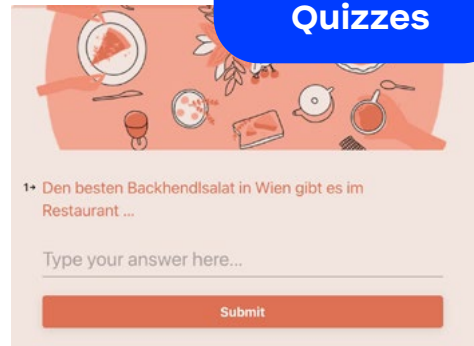 Quizzes
1→ Den besten Backhendlsalat in Wien gibt es im
Restaurant ...
Type your answer here...
Submit